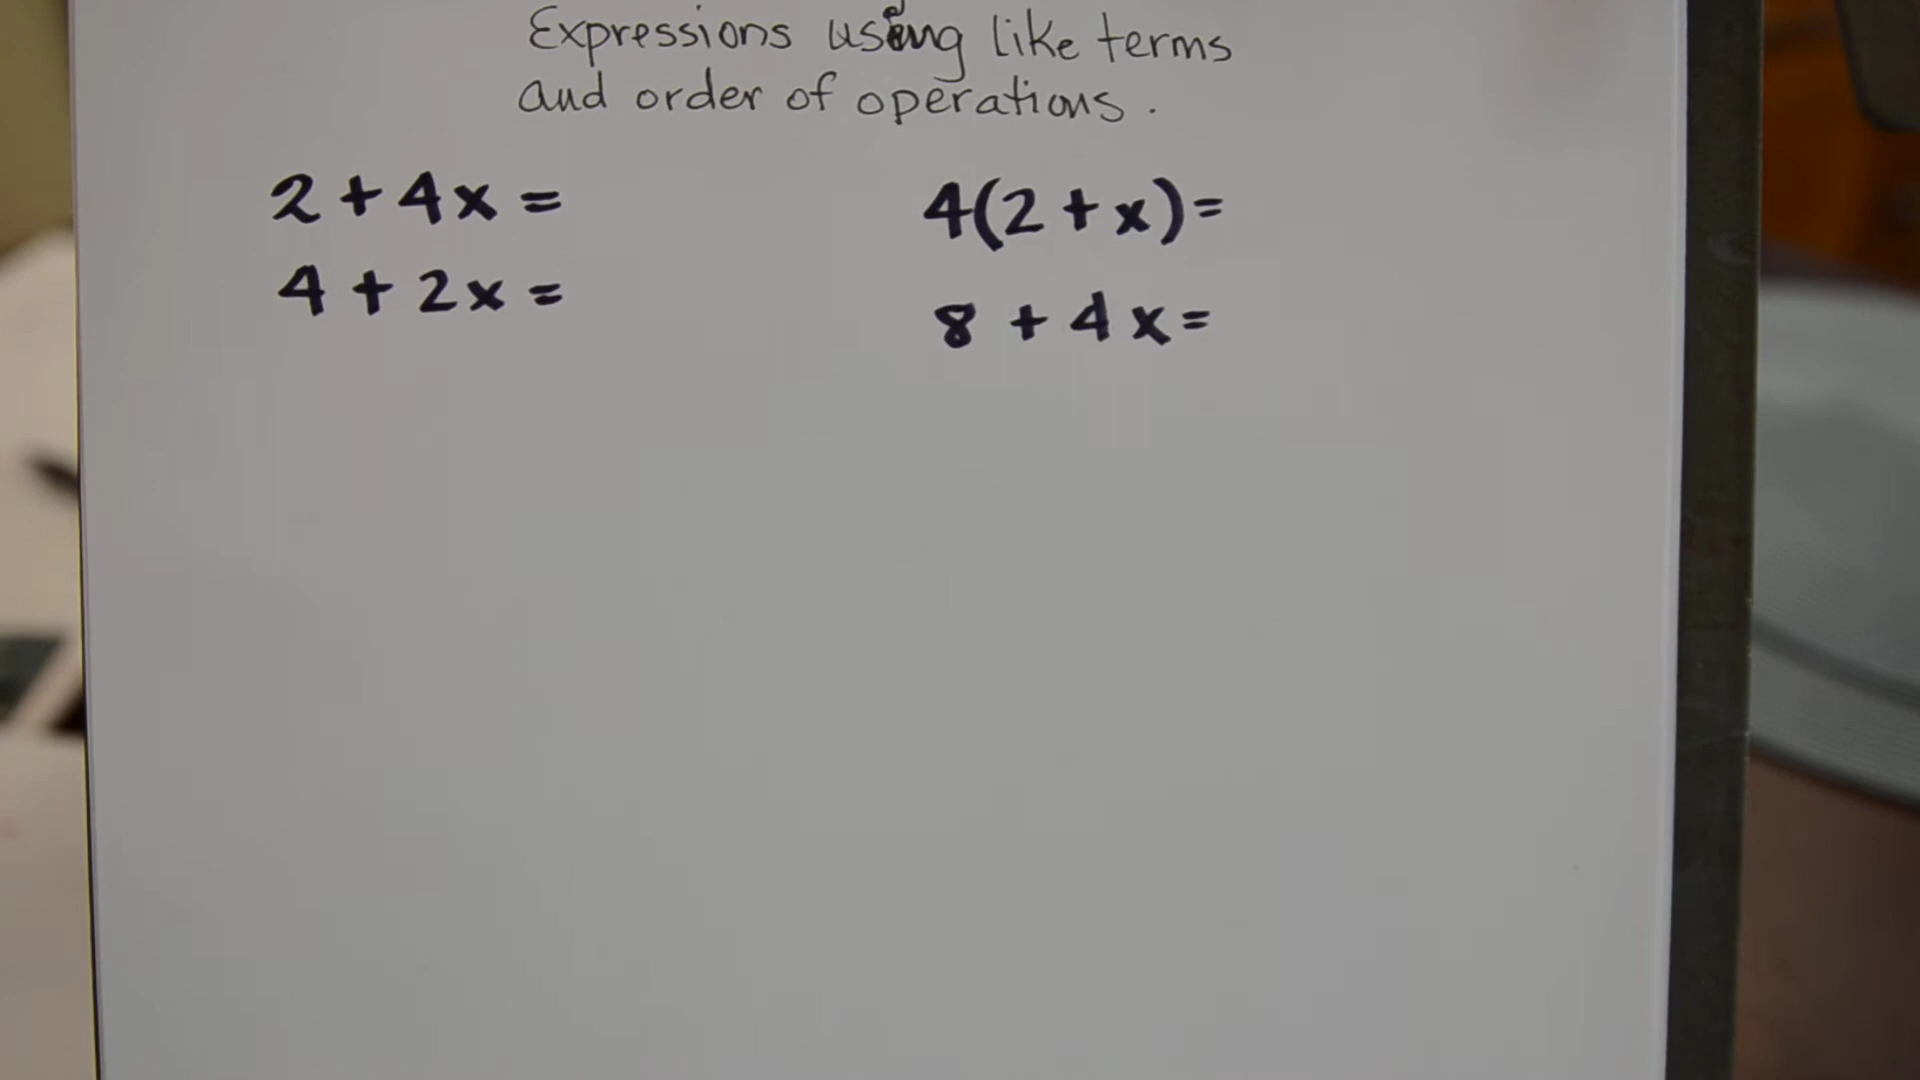 Expressions using like terms
and order of operations.
2 + 4x =
4 + 2x =
4(2 + x) =
8 + 4x =